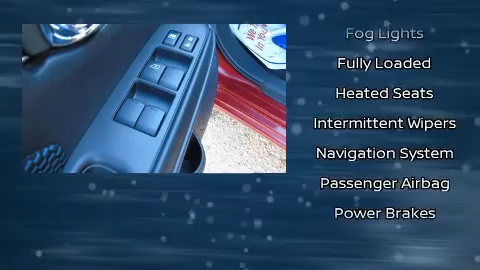 Fog Lights
Fully Loaded
Heated Seats
Intermittent Wipers
Navigation System
Passenger Airbag
Power Brakes